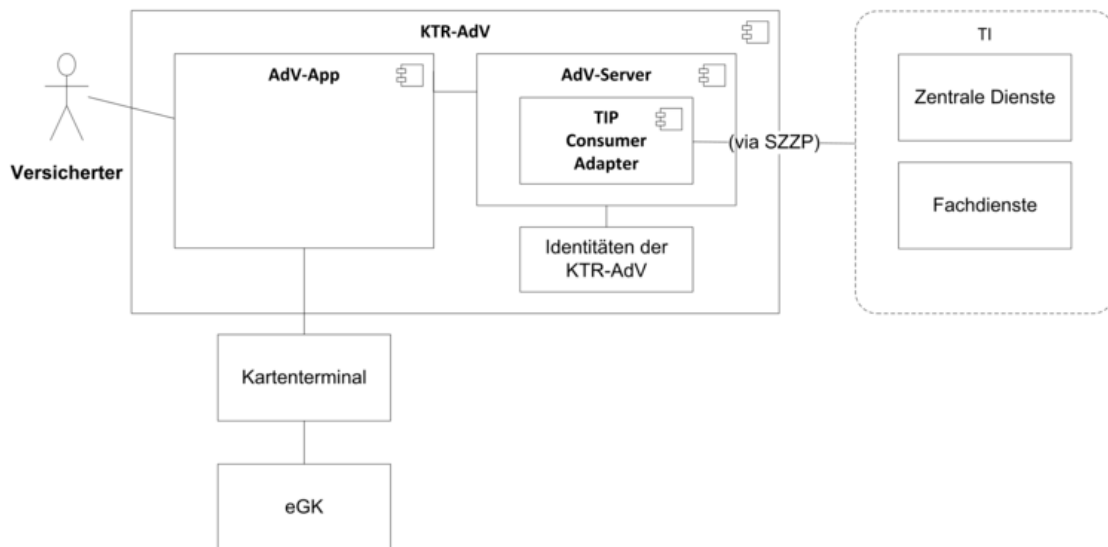 KTR-AdV
TI
AdV-App
AdV-Server
Zentrale Dienste
TIP
Consumer
Adapter
(via SZZP)
Versicherter
Fachdienste
Identitäten der
KTR-AdV
Kartenterminal
eGK